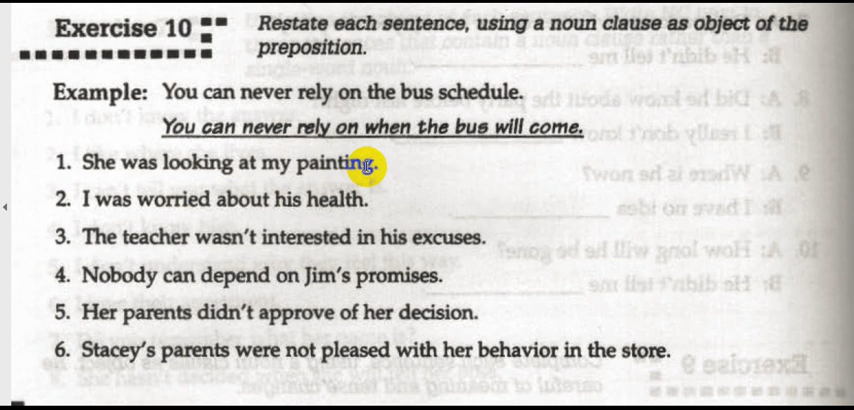 Exercise 10
Restate each sentence, using a noun clause as object of the
preposition.
Example: You can never rely on the bus schedule.
You can never rely on when the bus will come.
1. She was looking at my painting.
2. I was worried about his health.
3. The teacher wasn't interested in his excuses.
4. Nobody can depend on Jim's promises.
5. Her parents didn't approve of her decision.
6. Stacey's parents were not pleased with her behavior in the store.